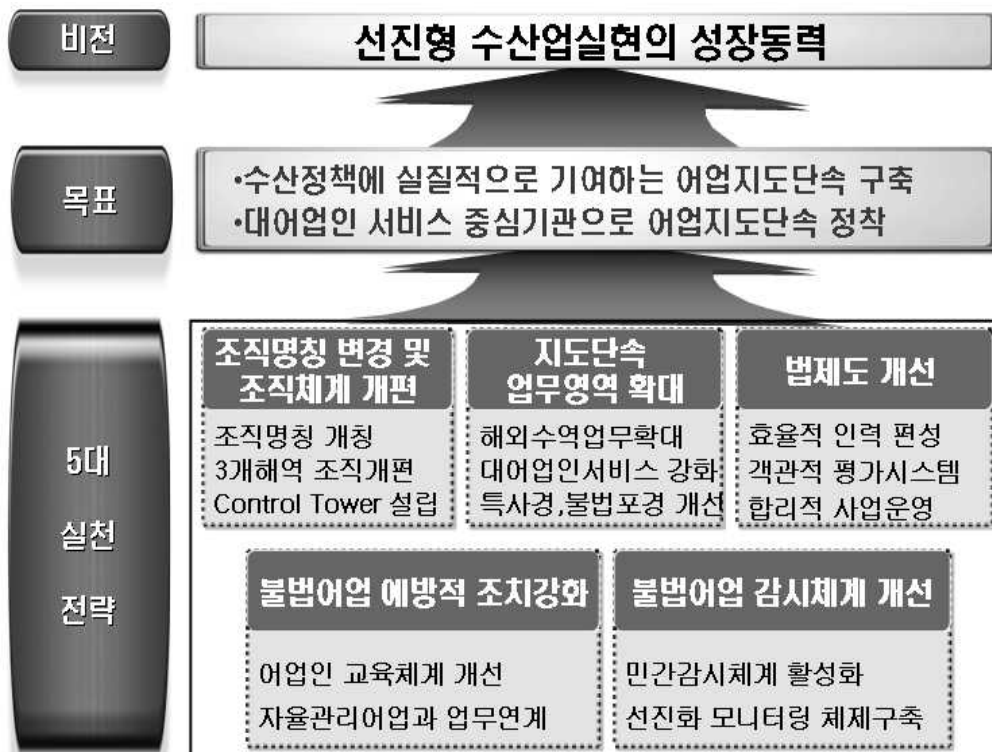 비전
선진형 수산업실현의 성장동력
목표
•수산정책에 실질적으로 기여하는 어업지도단속 구축
•대어업인 서비스 중심기관으로 어업지도단속 정착
5대
실천
전략
조직명칭 변경 및
조직체계 개편
조직명칭 개칭
3개해역 조직개편
Control Tower 설립
지도단속
업무영역 확대
해외수역업무확대
대어업인서비스 강화
특사경,불법포경 개선
법제도 개선
효율적 인력 편성
객관적 평가시스템
합리적 사업운영
불법어업 예방적 조치강화
어업인 교육체계 개선
자율관리어업과 업무연계
불법어업 감시체계 개선
민간감시체계 활성화
선진화 모니터링 체제구축